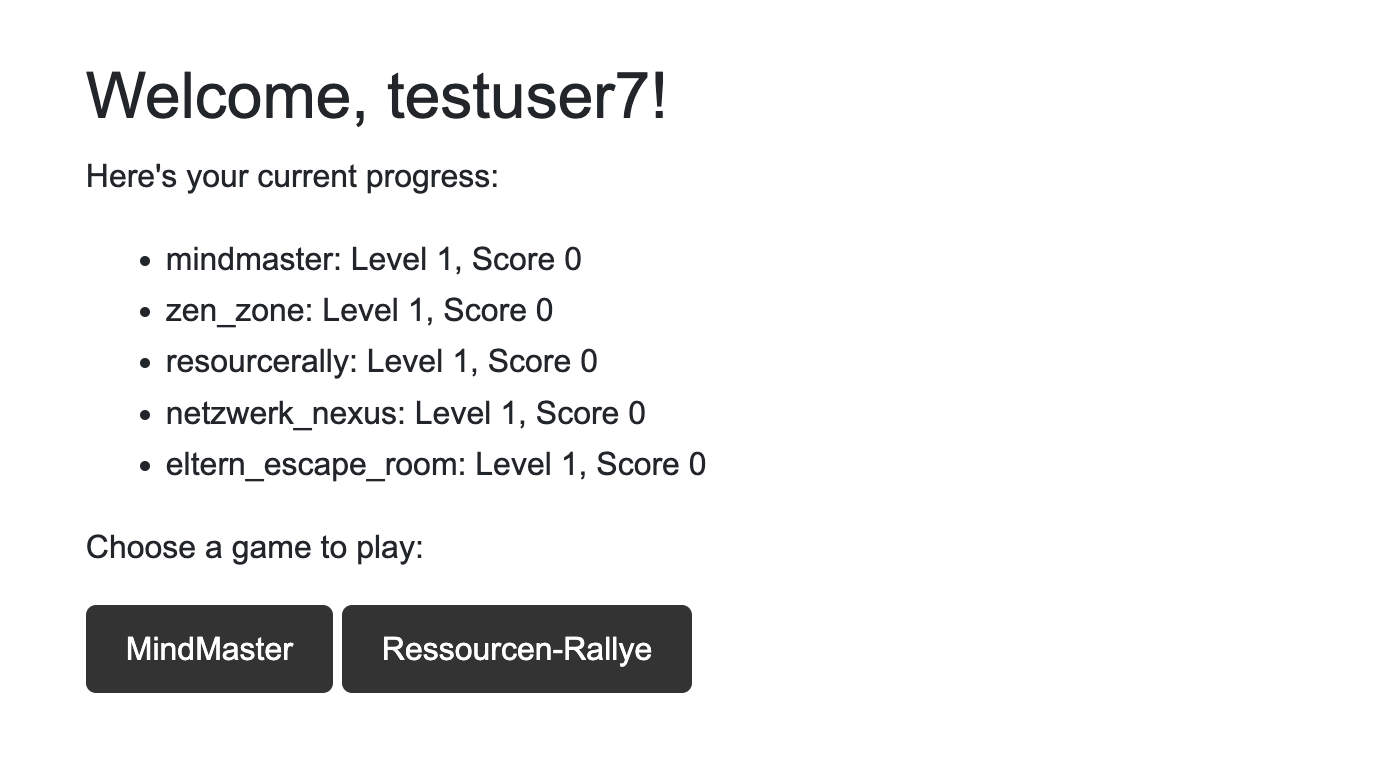 Welcome, testuser7!
Here's your current progress:
• mindmaster: Level 1, Score 0
• zen_zone: Level 1, Score 0
• resourcerally: Level 1, Score 0
• netzwerk_nexus: Level 1, Score 0
• eltern_escape_room: Level 1, Score 0
Choose a game to play:
MindMaster Ressourcen-Rallye